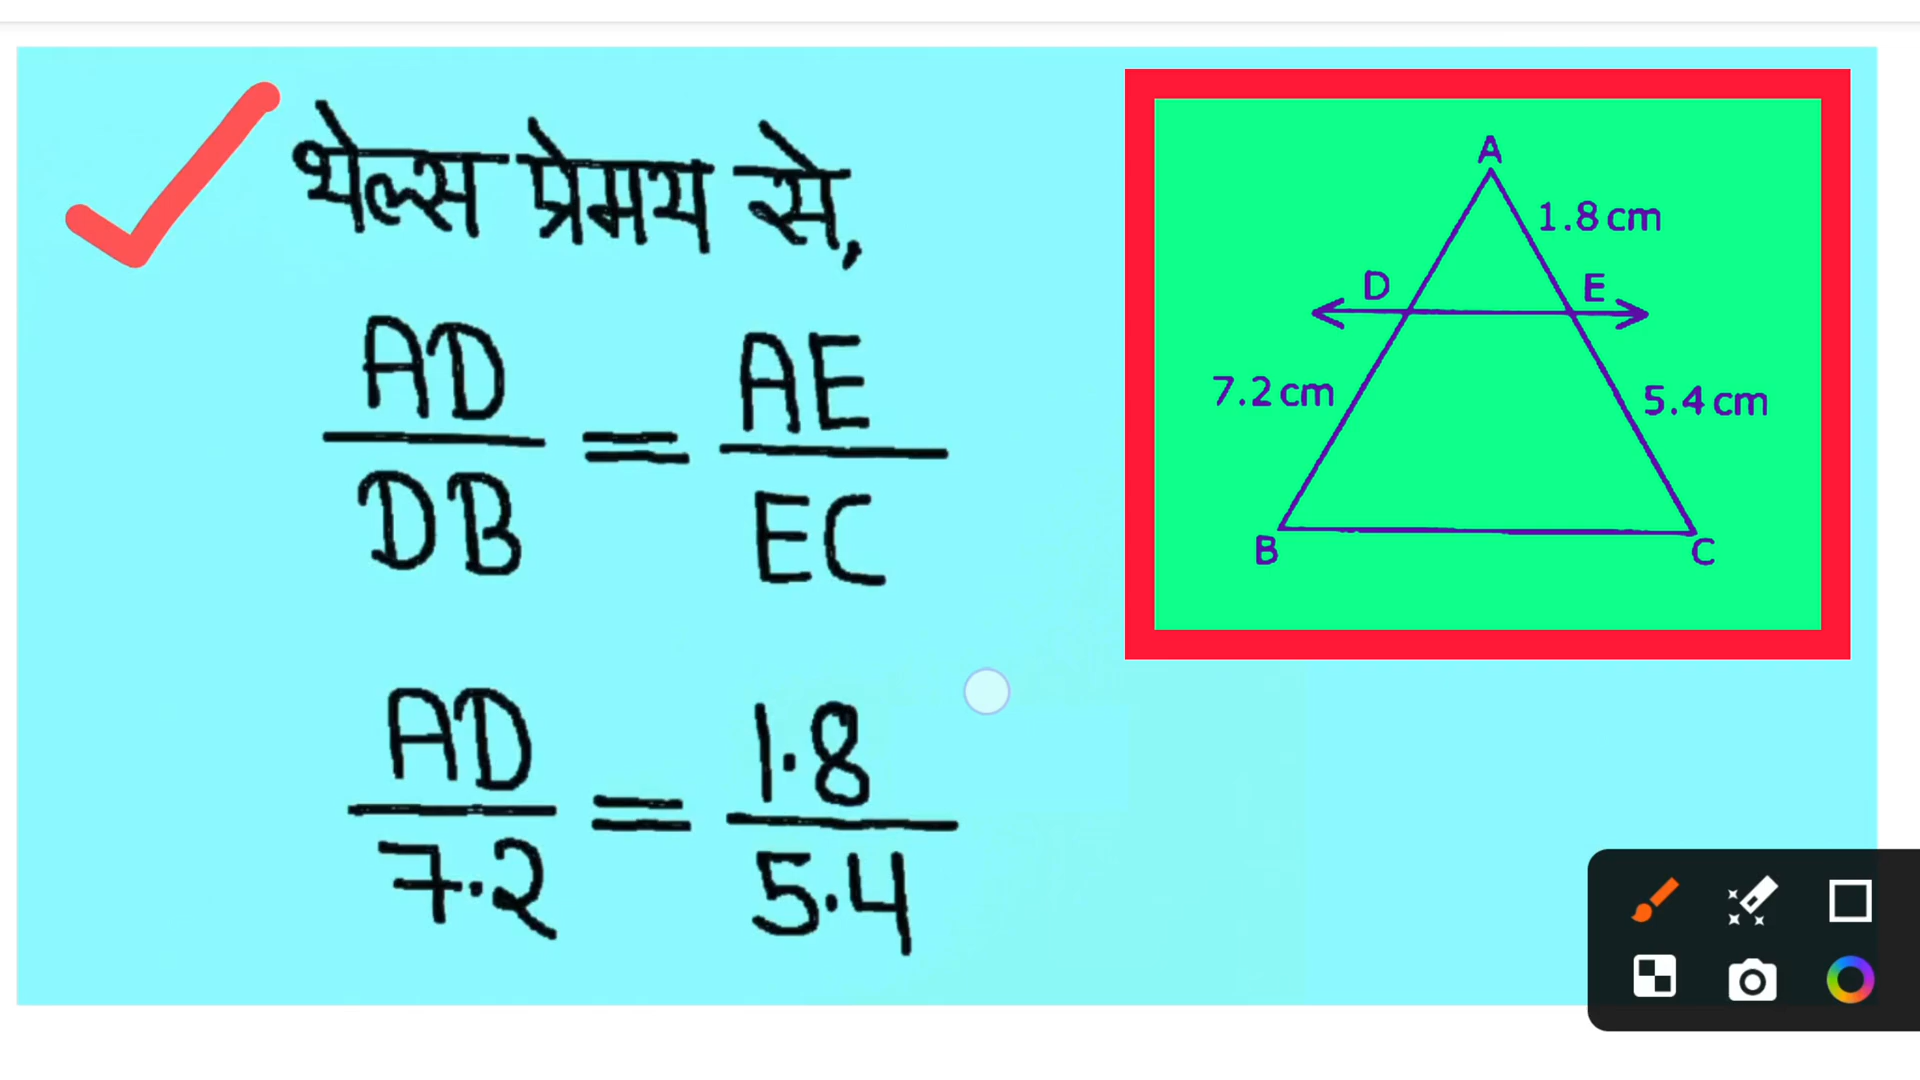 थेल्स प्रेमय से,
AD/DB = AE/EC
AD/7.2 = 1.8/5.4
A
1.8 cm
D
E
7.2 cm
5.4 cm
B
C